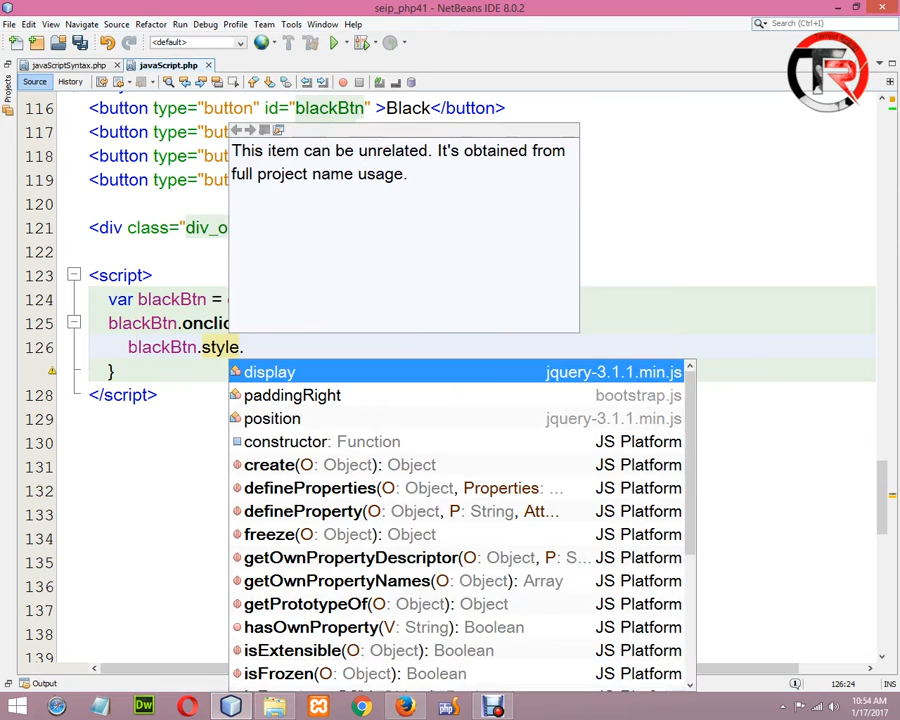 seip_php41 - NetBeans IDE 8.0.2
File Edit View Navigate Source Refactor Run Debug Profile Team Tools Window Help
<default>
Search (Ctrl+I)
javaScriptSyntax.php javaScript.php
TR
Projects
Source History
116 <button type="button" id="blackBtn" >Black</button>
117 <button type="bu
118 <button type="bu
119 <button type="bu
120
121 <div class="div_o
122
123 <script>
124 var blackBtn =
125 blackBtn.onclic
126 blackBtn.style.
}
128 </script>
129
130
131
132
133
134
135
136
137
138
139
This item can be unrelated. It's obtained from
full project name usage.
display jquery-3.1.1.min.js
paddingRight bootstrap.js
position jquery-3.1.1.min.js
constructor: Function JS Platform
create(O: Object): Object JS Platform
defineProperties(O: Object, Properties: ... JS Platform
defineProperty(O: Object, P: String, Att... JS Platform
freeze(O: Object): Object JS Platform
getOwnPropertyDescriptor(O: Object, P: S... JS Platform
getOwnPropertyNames(O: Object): Array JS Platform
getPrototypeOf(O: Object): Object JS Platform
hasOwnProperty(V: String): Boolean JS Platform
isExtensible(O: Object): Boolean JS Platform
isFrozen(O: Object): Boolean JS Platform
Output
126:24 INS
Dw
php
10:54 AM
1/17/2017